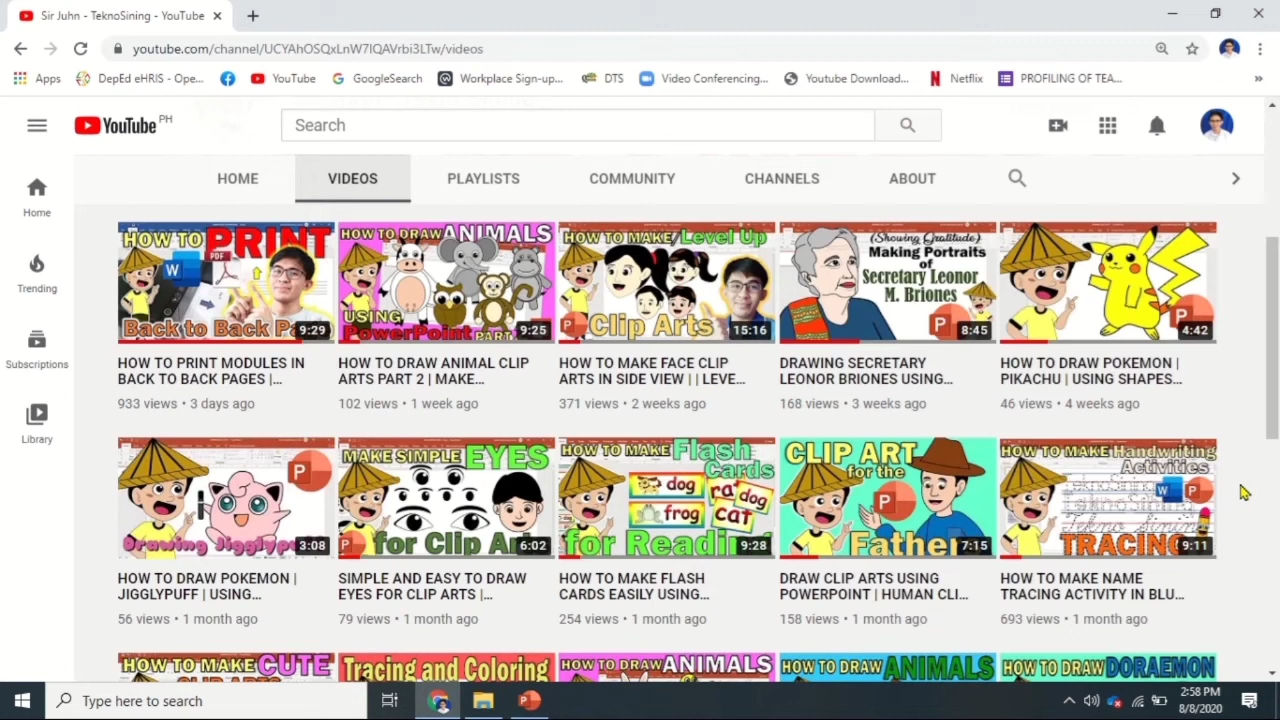 Sir Juhn - TeknoSining - YouTube
youtube.com/channel/UCYAhOSQxLnW7IQAVrbi3LTw/videos
Apps
DepEd eHRIS - Ope...
YouTube
GoogleSearch
Workplace Sign-up...
DTS
Video Conferencing...
Youtube Download...
Netflix
PROFILING OF TEA...
»
YouTube PH
Search
HOME
VIDEOS
PLAYLISTS
COMMUNITY
CHANNELS
ABOUT
Home
Trending
Subscriptions
Library
HOW TO PRINT
W
PDF
Back to Back
9:29
HOW TO PRINT MODULES IN
BACK TO BACK PAGES |...
933 views • 3 days ago
HOW TO DRAW ANIMALS
USING
PowerPoint PART
9:25
HOW TO DRAW ANIMAL CLIP
ARTS PART 2 | MAKE...
102 views • 1 week ago
HOW TO MAKE/Level Up
P
Clip Arts
15:16
HOW TO MAKE FACE CLIP
ARTS IN SIDE VIEW | | LEVE...
371 views • 2 weeks ago
(Showing Gratitude)
Making Portraits
of
Secretary Leonor
M. Briones
P
8:45
DRAWING SECRETARY
LEONOR BRIONES USING...
168 views • 3 weeks ago
P
4:42
HOW TO DRAW POKEMON |
PIKACHU | USING SHAPES...
46 views • 4 weeks ago
P
Drawing Jigglyp
3:08
HOW TO DRAW POKEMON |
JIGGLYPUFF | USING...
56 views • 1 month ago
MAKE SIMPLE EYES
P
for Clip Art
6:02
SIMPLE AND EASY TO DRAW
EYES FOR CLIP ARTS |...
79 views • 1 month ago
HOW TO MAKE Flash
Cards
dog
frog
dog
cat
for Readi
9:28
HOW TO MAKE FLASH
CARDS EASILY USING...
254 views • 1 month ago
CLIP ART
for the
P
Father
7:15
DRAW CLIP ARTS USING
POWERPOINT | HUMAN CLI...
158 views • 1 month ago
HOW TO MAKE Handwriting
Activities
W
P
TRACING
9:11
HOW TO MAKE NAME
TRACING ACTIVITY IN BLU...
693 views • 1 month ago
HOW TO MAKE CUTE
Tracing and Coloring
HOW TO DRAW ANIMALS
HOW TO DRAW ANIMALS
HOW TO DRAW DORAEMON
Type here to search
2:58 PM
8/8/2020